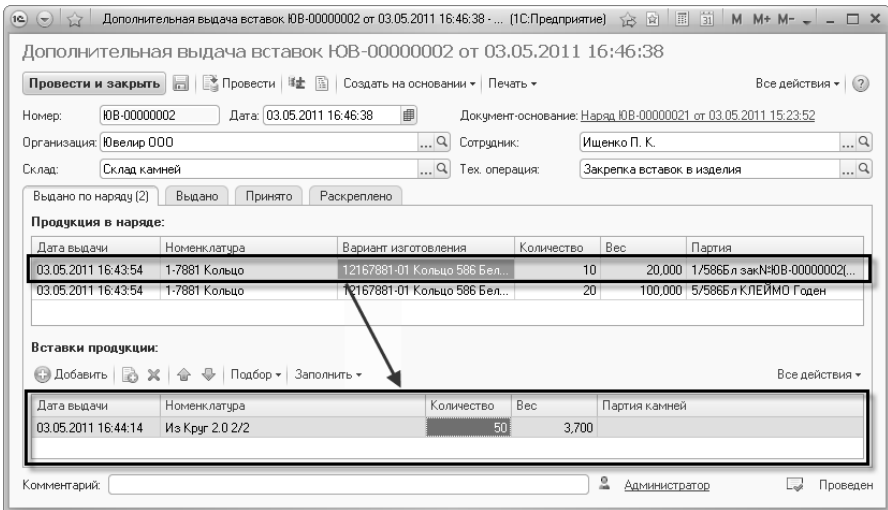 1С Дополнительная выдача вставок ЮВ-00000002 от 03.05.2011 16:46:38 - ... (1С:Предприятие) 31 M M+ M-
Дополнительная выдача вставок ЮВ-00000002 от 03.05.2011 16:46:38
Провести и закрыть Провести Создать на основании Печать Все действия ?
Номер: ЮВ-00000002 Дата: 03.05.2011 16:46:38 Документ-основание: Наряд ЮВ-00000021 от 03.05.2011 15:23:52
Организация: Ювелир ООО ... Сотрудник: Ищенко П. К. ...
Склад: Склад камней ... Тех. операция: Закрепка вставок в изделия ...
Выдано по наряду (2) Выдано Принято Раскреплено
Продукция в наряде:
Дата выдачи Номенклатура Вариант изготовления Количество Вес Партия
03.05.2011 16:43:54 1-7881 Кольцо 12167881-01 Кольцо 586 Бел... 10 20,000 1/586Бл зак№ЮВ-00000002(...
03.05.2011 16:43:54 1-7881 Кольцо 12167881-01 Кольцо 586 Бел... 20 100,000 5/585Бл КЛЕЙМО Годен
Вставки продукции:
Добавить Подбор Заполнить Все действия
Дата выдачи Номенклатура Количество Вес Партия камней
03.05.2011 16:44:14 Из Круг 2.0 2/2 50 3,700
Комментарий: Администратор Проведен